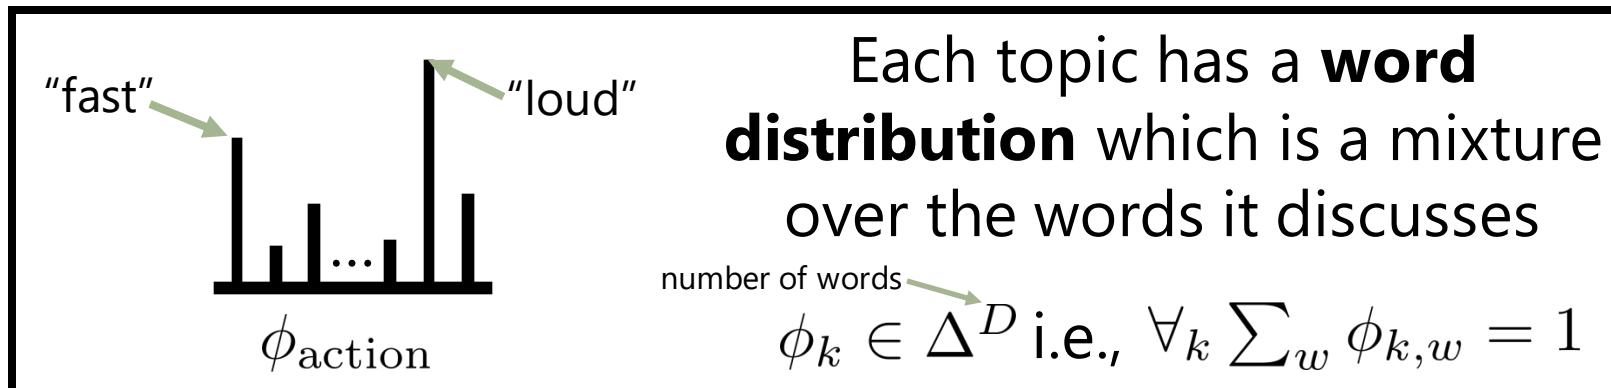 “fast”
“loud”
...
ϕ_action
Each topic has a word
distribution which is a mixture
over the words it discusses
number of words
ϕ_k ∈ Δ^D i.e., ∀_k ∑_w ϕ_{k,w} = 1